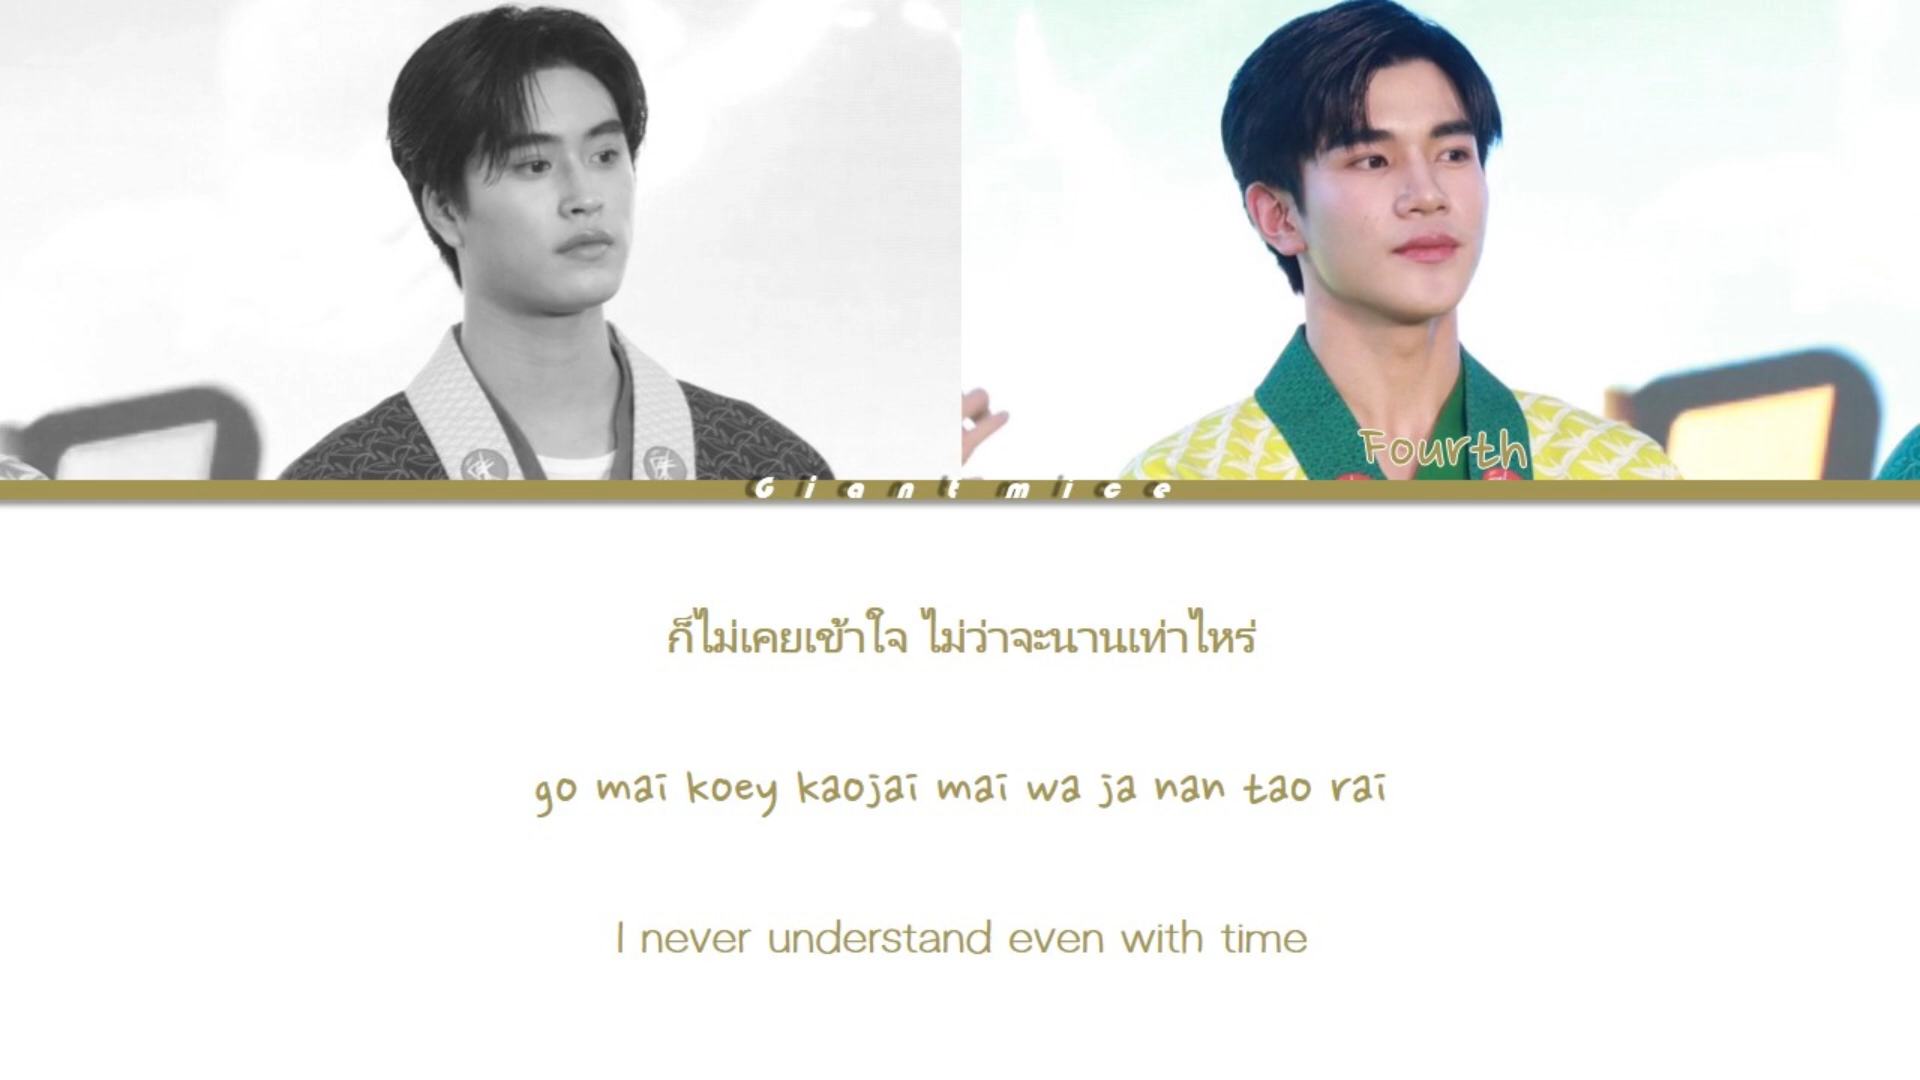 Fourth
Giant mice
ก็ไม่เคยเข้าใจ ไม่ว่าจะนานเท่าไหร่
go mai koey kaojai mai wa ja nan tao rai
I never understand even with time